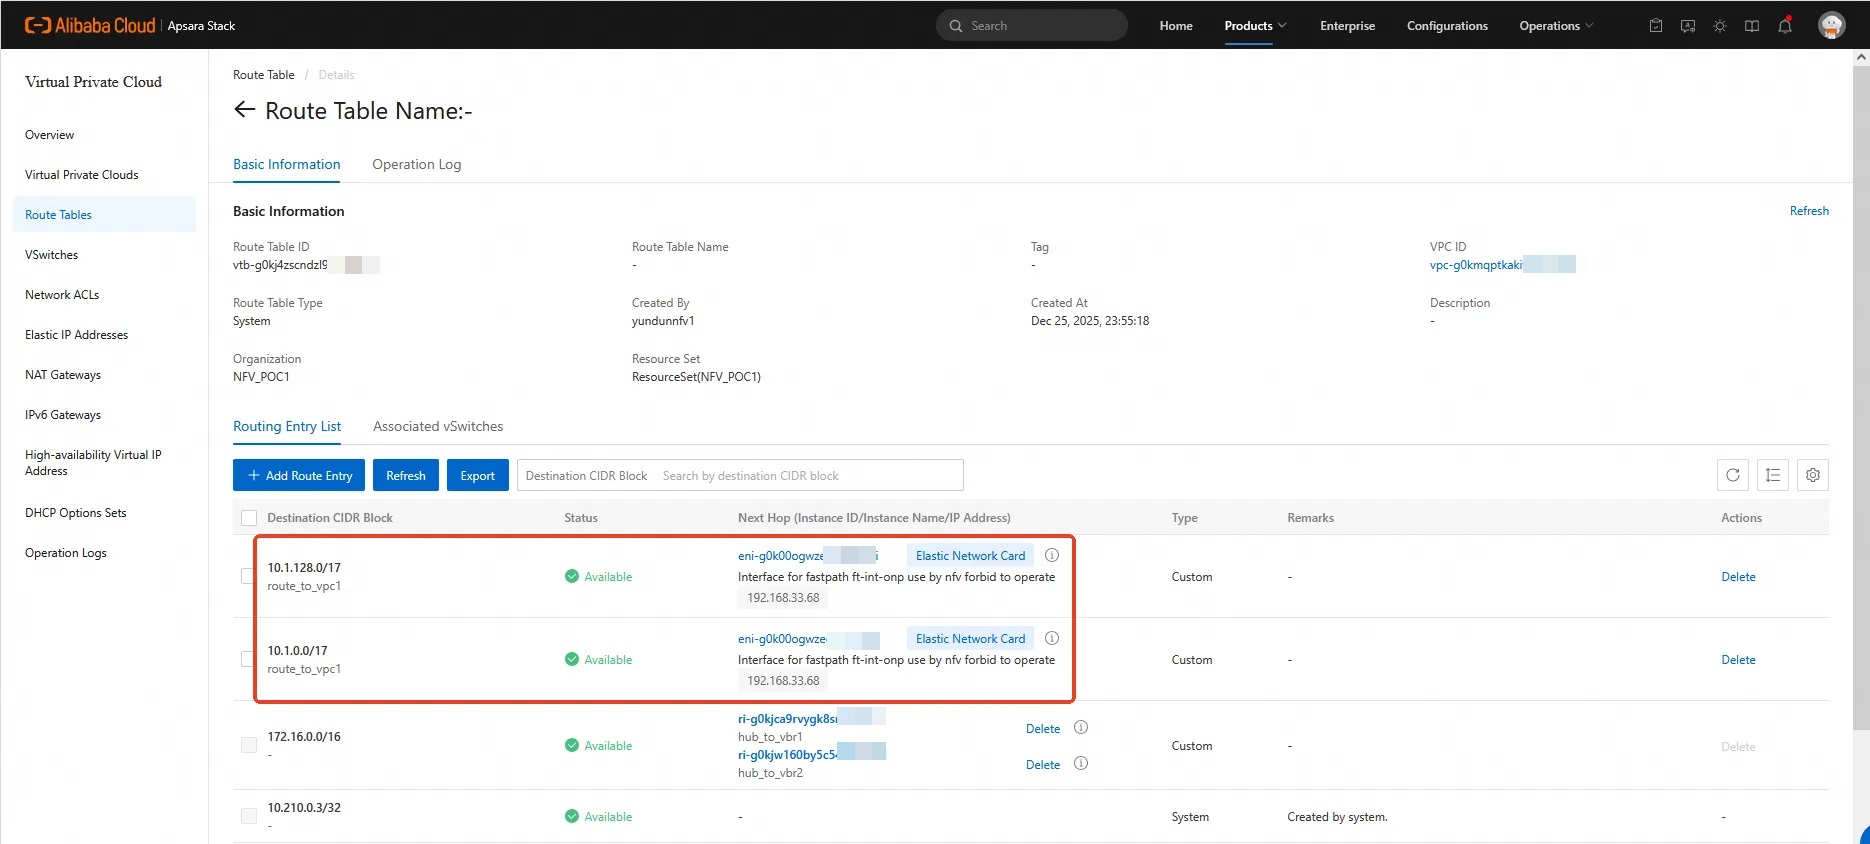 Alibaba Cloud | Apsara Stack
Search
Home
Products
Enterprise
Configurations
Operations
Virtual Private Cloud
Overview
Virtual Private Clouds
Route Tables
VSwitches
Network ACLs
Elastic IP Addresses
NAT Gateways
IPv6 Gateways
High-availability Virtual IP
Address
DHCP Options Sets
Operation Logs
Route Table / Details
Route Table Name:-
Basic Information
Operation Log
Basic Information
Refresh
Route Table ID
vtb-g0kj4zscndzl9
Route Table Name
-
Tag
-
VPC ID
vpc-g0kmqptkaki
Route Table Type
System
Created By
yundunnfv1
Created At
Dec 25, 2025, 23:55:18
Description
-
Organization
NFV_POC1
Resource Set
ResourceSet(NFV_POC1)
Routing Entry List
Associated vSwitches
+ Add Route Entry
Refresh
Export
Destination CIDR Block
Search by destination CIDR block
Destination CIDR Block
Status
Next Hop (Instance ID/Instance Name/IP Address)
Type
Remarks
Actions
10.1.128.0/17
route_to_vpc1
Available
eni-g0k00ogwze
Elastic Network Card
Interface for fastpath ft-int-onp use by nfv forbid to operate
192.168.33.68
Custom
-
Delete
10.1.0.0/17
route_to_vpc1
Available
eni-g0k00ogwze
Elastic Network Card
Interface for fastpath ft-int-onp use by nfv forbid to operate
192.168.33.68
Custom
-
Delete
172.16.0.0/16
-
Available
ri-g0kjca9rvygk8s
hub_to_vbr1
Delete
ri-g0kjw160by5c5
hub_to_vbr2
Delete
Custom
-
Delete
10.210.0.3/32
-
Available
-
System
Created by system.
-